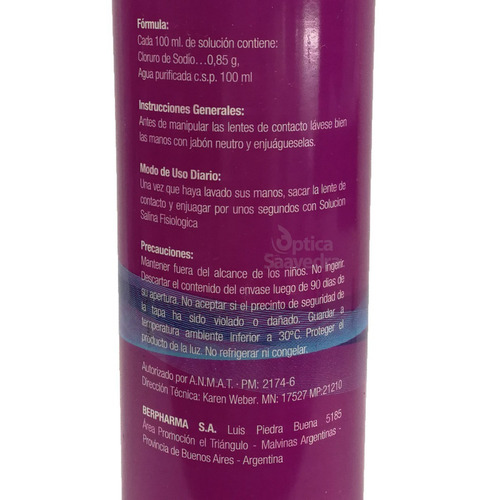 Fórmula:
Cada 100 ml. de solución contiene:
Cloruro de Sodio...0,85 g,
Agua purificada c.s.p. 100 ml
Instrucciones Generales:
Antes de manipular las lentes de contacto lávese bien
las manos con jabón neutro y enjuágueselas.
Modo de Uso Diario:
Una vez que haya lavado sus manos, sacar la lente de
contacto y enjuagar por unos segundos con Solucion
Salina Fisiologica
Óptica
Saavedra
Precauciones:
Mantener fuera del alcance de los niños. No ingerir.
Descartar el contenido del envase luego de 90 días de
su apertura. No aceptar si el precinto de seguridad de
la tapa ha sido violado o dañado. Guardar a
temperatura ambiente Inferior a 30ºC. Proteger el
producto de la luz. No refrigerar ni congelar.
Autorizado por A.N.M.A.T. - PM: 2174-6
Dirección Técnica: Karen Weber. MN: 17527 MP:21210
BERPHARMA S.A. Luis Piedra Buena 5185
Area Promoción el Triángulo - Malvinas Argentinas -
Provincia de Buenos Aires - Argentina